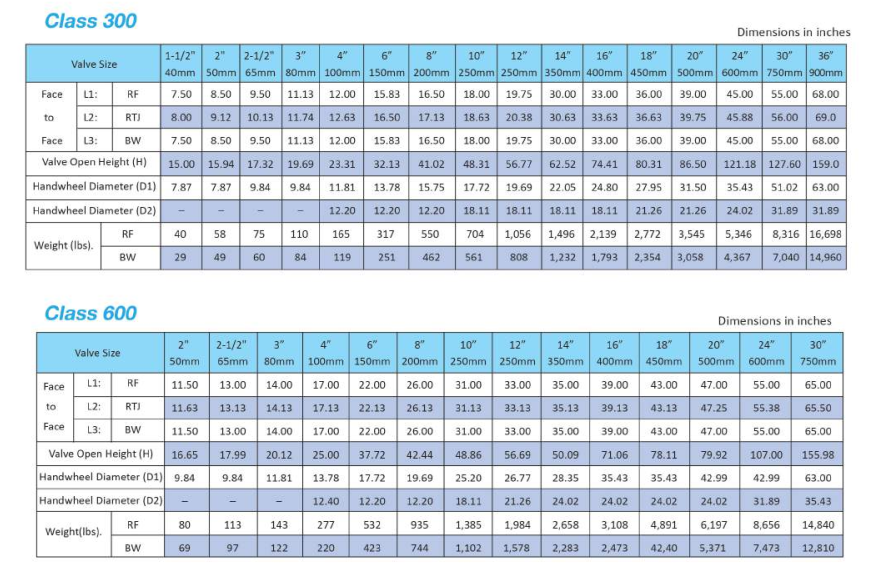 Class 300
Dimensions in inches
Valve Size 1-1/2" 2" 2-1/2" 3" 4" 6" 8" 10" 12" 14" 16" 18" 20" 24" 30" 36"
40mm 50mm 65mm 80mm 100mm 150mm 200mm 250mm 250mm 350mm 400mm 450mm 500mm 600mm 750mm 900mm
Face L1: RF 7.50 8.50 9.50 11.13 12.00 15.83 16.50 18.00 19.75 30.00 33.00 36.00 39.00 45.00 55.00 68.00
to L2: RTJ 8.00 9.12 10.13 11.74 12.63 16.50 17.13 18.63 20.38 30.63 33.63 36.63 39.75 45.88 56.00 69.0
Face L3: BW 7.50 8.50 9.50 11.13 12.00 15.83 16.50 18.00 19.75 30.00 33.00 36.00 39.00 45.00 55.00 68.00
Valve Open Height (H) 15.00 15.94 17.32 19.69 23.31 32.13 41.02 48.31 56.77 62.52 74.41 80.31 86.50 121.18 127.60 159.0
Handwheel Diameter (D1) 7.87 7.87 9.84 9.84 11.81 13.78 15.75 17.72 19.69 22.05 24.80 27.95 31.50 35.43 51.02 63.00
Handwheel Diameter (D2) – – – – 12.20 12.20 12.20 18.11 18.11 18.11 18.11 21.26 21.26 24.02 31.89 31.89
Weight (lbs). RF 40 58 75 110 165 317 550 704 1,056 1,496 2,139 2,772 3,545 5,346 8,316 16,698
BW 29 49 60 84 119 251 462 561 808 1,232 1,793 2,354 3,058 4,367 7,040 14,960
Class 600
Dimensions in inches
Valve Size 2" 2-1/2" 3" 4" 6" 8" 10" 12" 14" 16" 18" 20" 24" 30"
50mm 65mm 80mm 100mm 150mm 200mm 250mm 250mm 350mm 400mm 450mm 500mm 600mm 750mm
Face L1: RF 11.50 13.00 14.00 17.00 22.00 26.00 31.00 33.00 35.00 39.00 43.00 47.00 55.00 65.00
to L2: RTJ 11.63 13.13 14.13 17.13 22.13 26.13 31.13 33.13 35.13 39.13 43.13 47.25 55.38 65.50
Face L3: BW 11.50 13.00 14.00 17.00 22.00 26.00 31.00 33.00 35.00 39.00 43.00 47.00 55.00 65.00
Valve Open Height (H) 16.65 17.99 20.12 25.00 37.72 42.44 48.86 56.69 50.09 71.06 78.11 79.92 107.00 155.98
Handwheel Diameter (D1) 9.84 9.84 11.81 13.78 17.72 19.69 25.20 26.77 28.35 35.43 35.43 42.99 42.99 63.00
Handwheel Diameter (D2) – – – 12.40 12.20 12.20 18.11 21.26 24.02 24.02 24.02 24.02 31.89 35.43
Weight(lbs). RF 80 113 143 277 532 935 1,385 1,984 2,658 3,108 4,891 6,197 8,656 14,840
BW 69 97 122 220 423 744 1,102 1,578 2,283 2,473 42,40 5,371 7,473 12,810